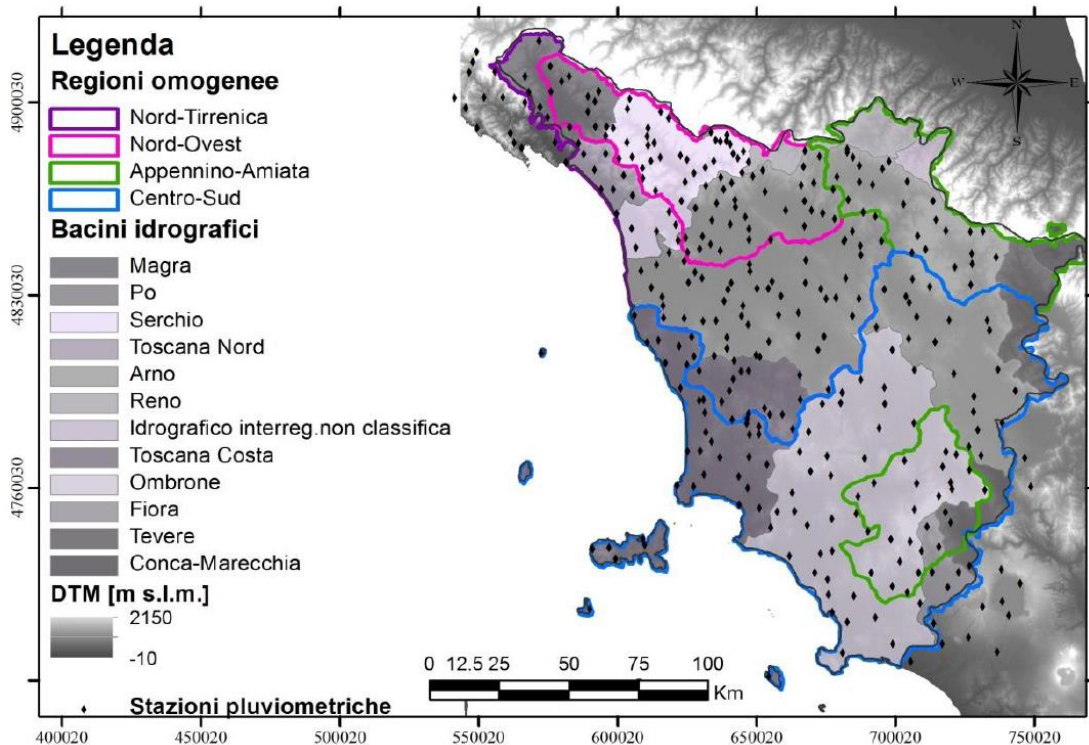 Legenda
Regioni omogenee
Nord-Tirrenica
Nord-Ovest
Appennino-Amiata
Centro-Sud
Bacini idrografici
Magra
Po
Serchio
Toscana Nord
Arno
Reno
Idrografico interreg.non classifica
Toscana Costa
Ombrone
Fiora
Tevere
Conca-Marecchia
DTM [m s.l.m.]
2150
-10
Stazioni pluviometriche
N
W E
S
0 12.5 25 50 75 100
Km
4900030
4830030
4760030
400020 450020 500020 550020 600020 650020 700020 750020